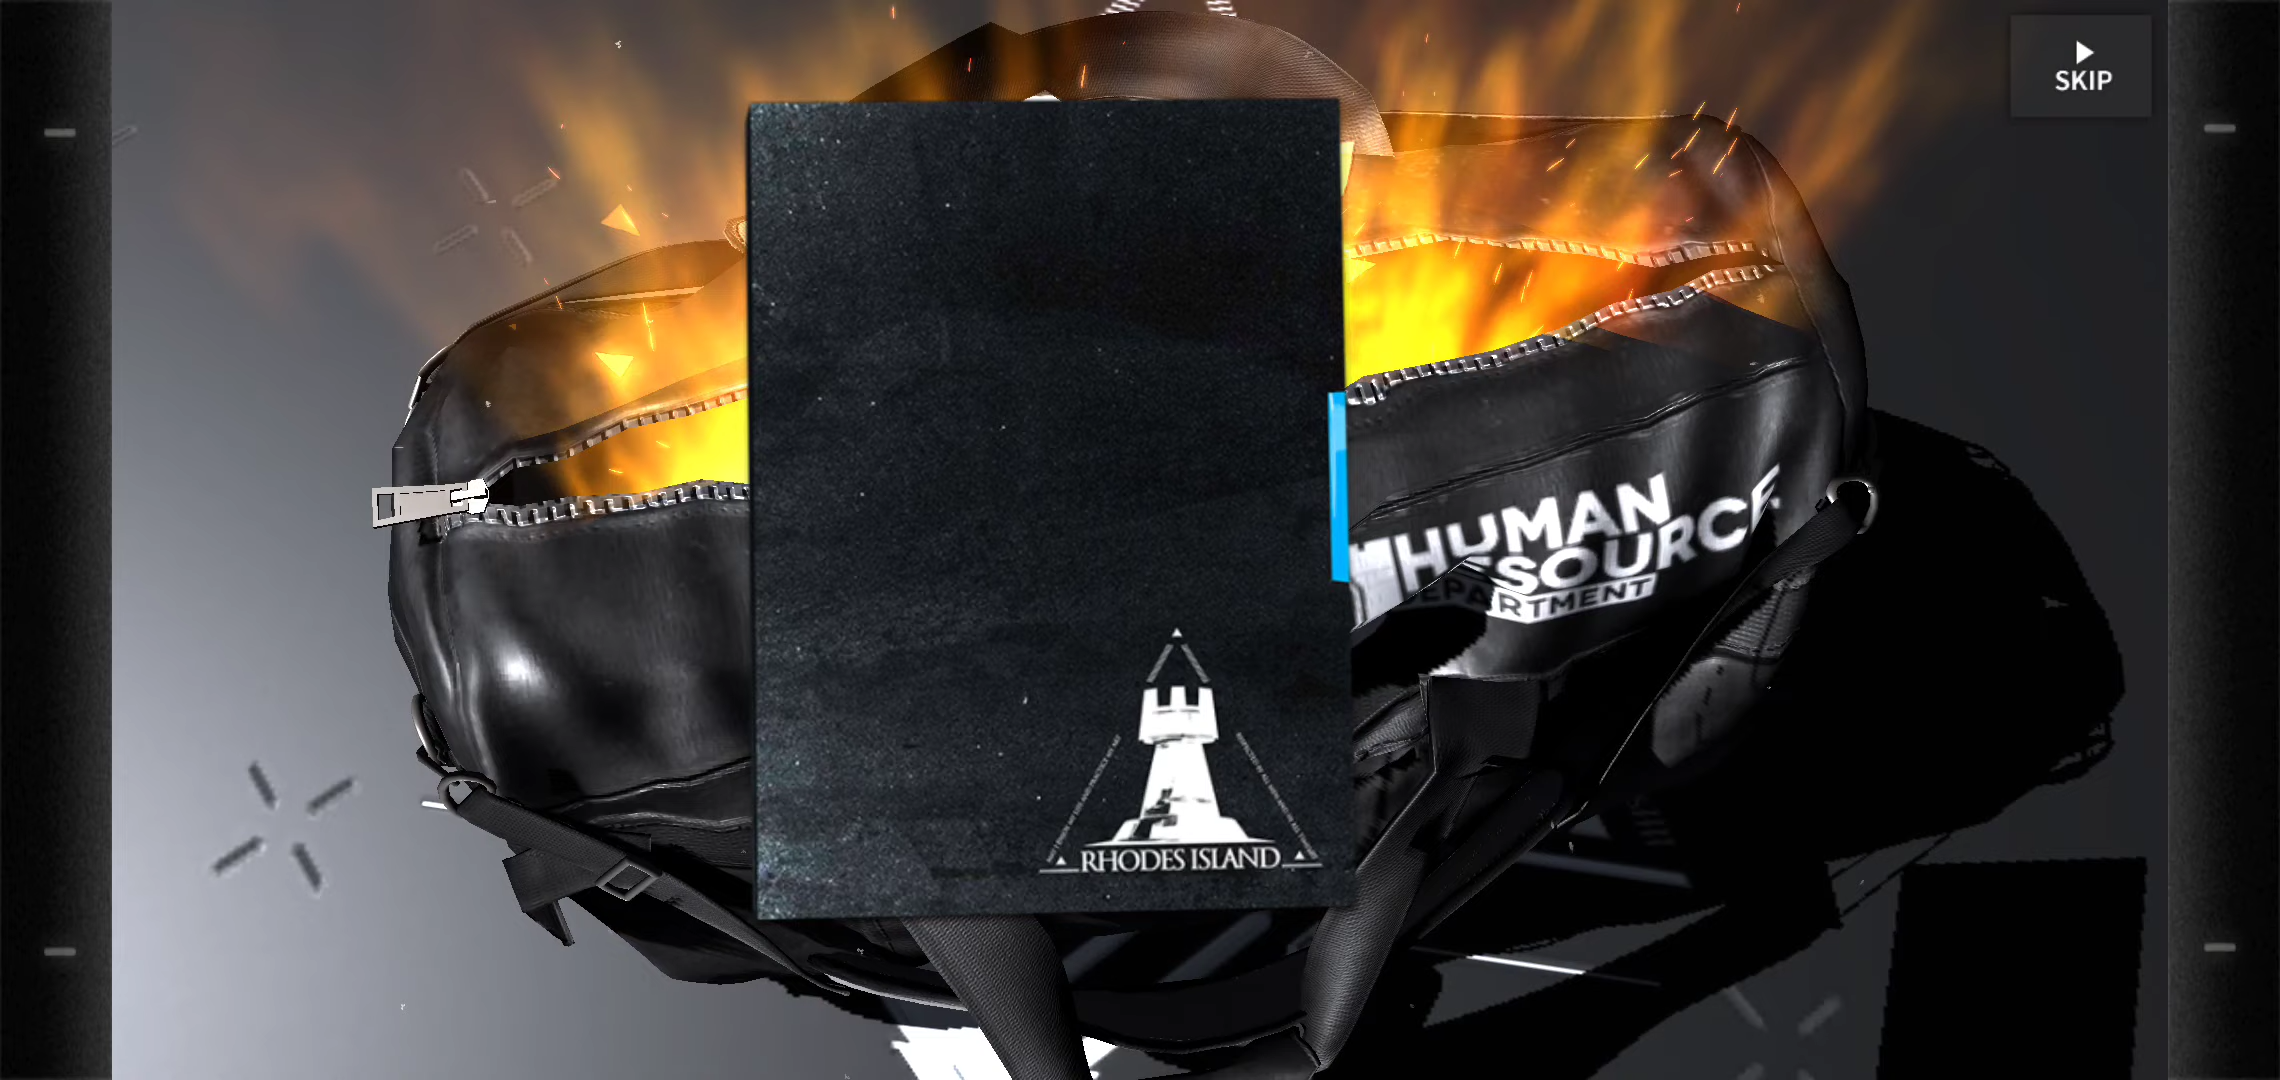 SKIP
HUMAN
RESOURCE
DEPARTMENT
RHODES ISLAND